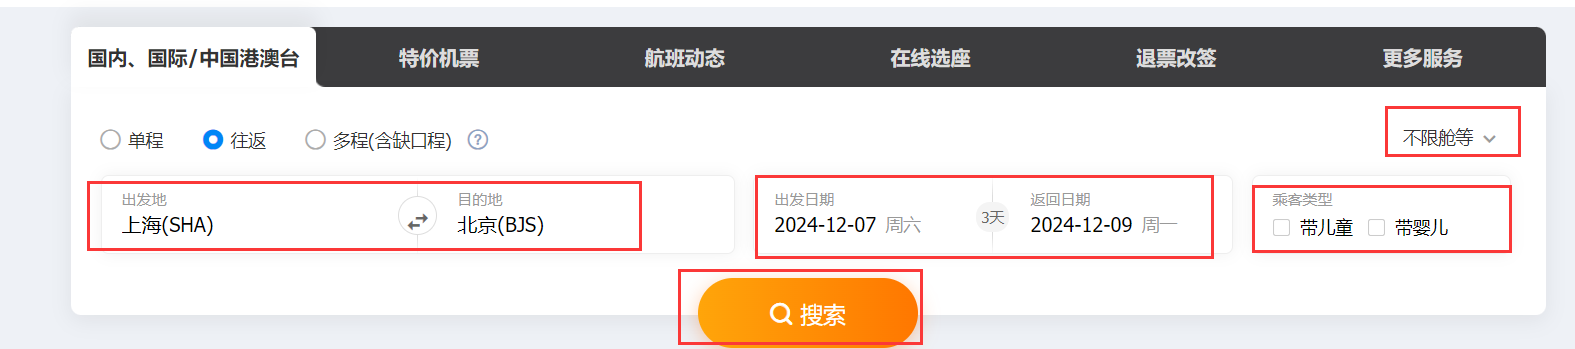 国内、国际/中国港澳台 特价机票 航班动态 在线选座 退票改签 更多服务
单程 往返 多程(含缺口程) ? 不限舱等
出发地 目的地 出发日期 返回日期 乘客类型
上海(SHA) 北京(BJS) 2024-12-07 周六 3天 2024-12-09 周一 带儿童 带婴儿
搜索